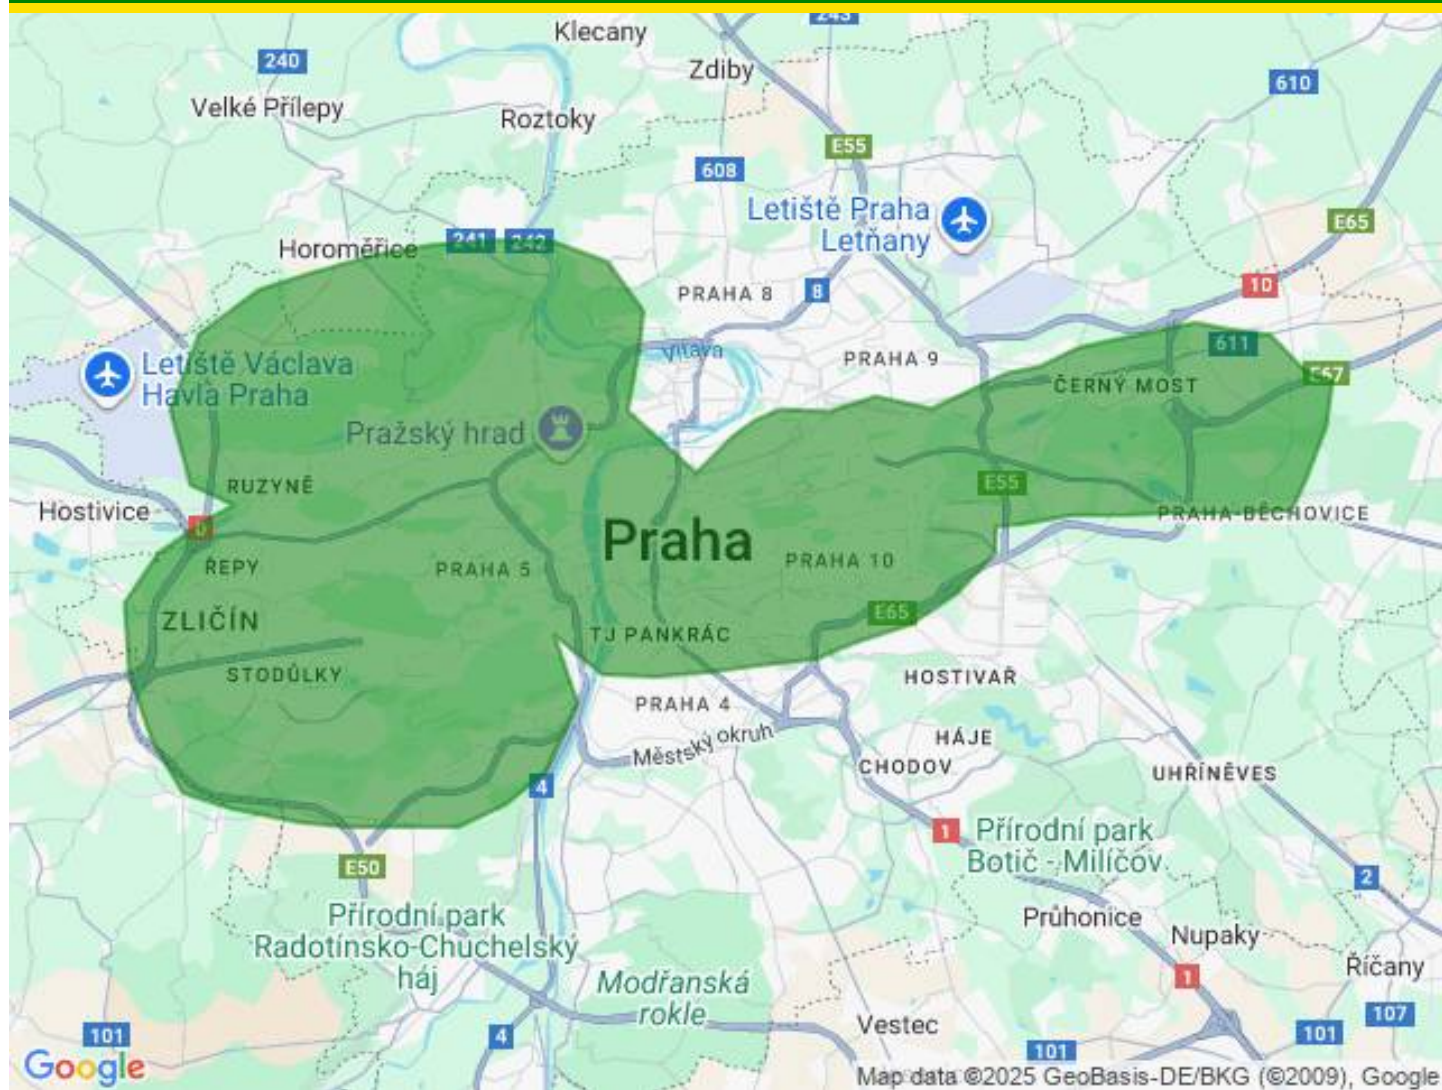 243
Klecany
240
Zdiby
610
Velké Přílepy
Roztoky
E55
608
Letiště Praha
Letňany
E65
Horoměřice
241
242
10
PRAHA 8
8
611
Vltava
PRAHA 9
Letiště Václava
Havla Praha
E67
ČERNÝ MOST
Pražský hrad
RUZYNĚ
E55
Hostivice
PRAHA-BĚCHOVICE
6
Praha
ŘEPY
PRAHA 5
PRAHA 10
ZLIČÍN
E65
TJ PANKRÁC
STODŮLKY
HOSTIVAŘ
PRAHA 4
Městský okruh
HÁJE
CHODOV
UHŘÍNĚVES
4
1
Přírodní park
Botič - Milíčov
E50
2
Přírodní park
Radotínsko-Chuchelský
háj
Průhonice
Nupaky
Říčany
1
Modřanská
rokle
107
Vestec
101
4
101
101
Google
Map data ©2025 GeoBasis-DE/BKG (©2009), Google